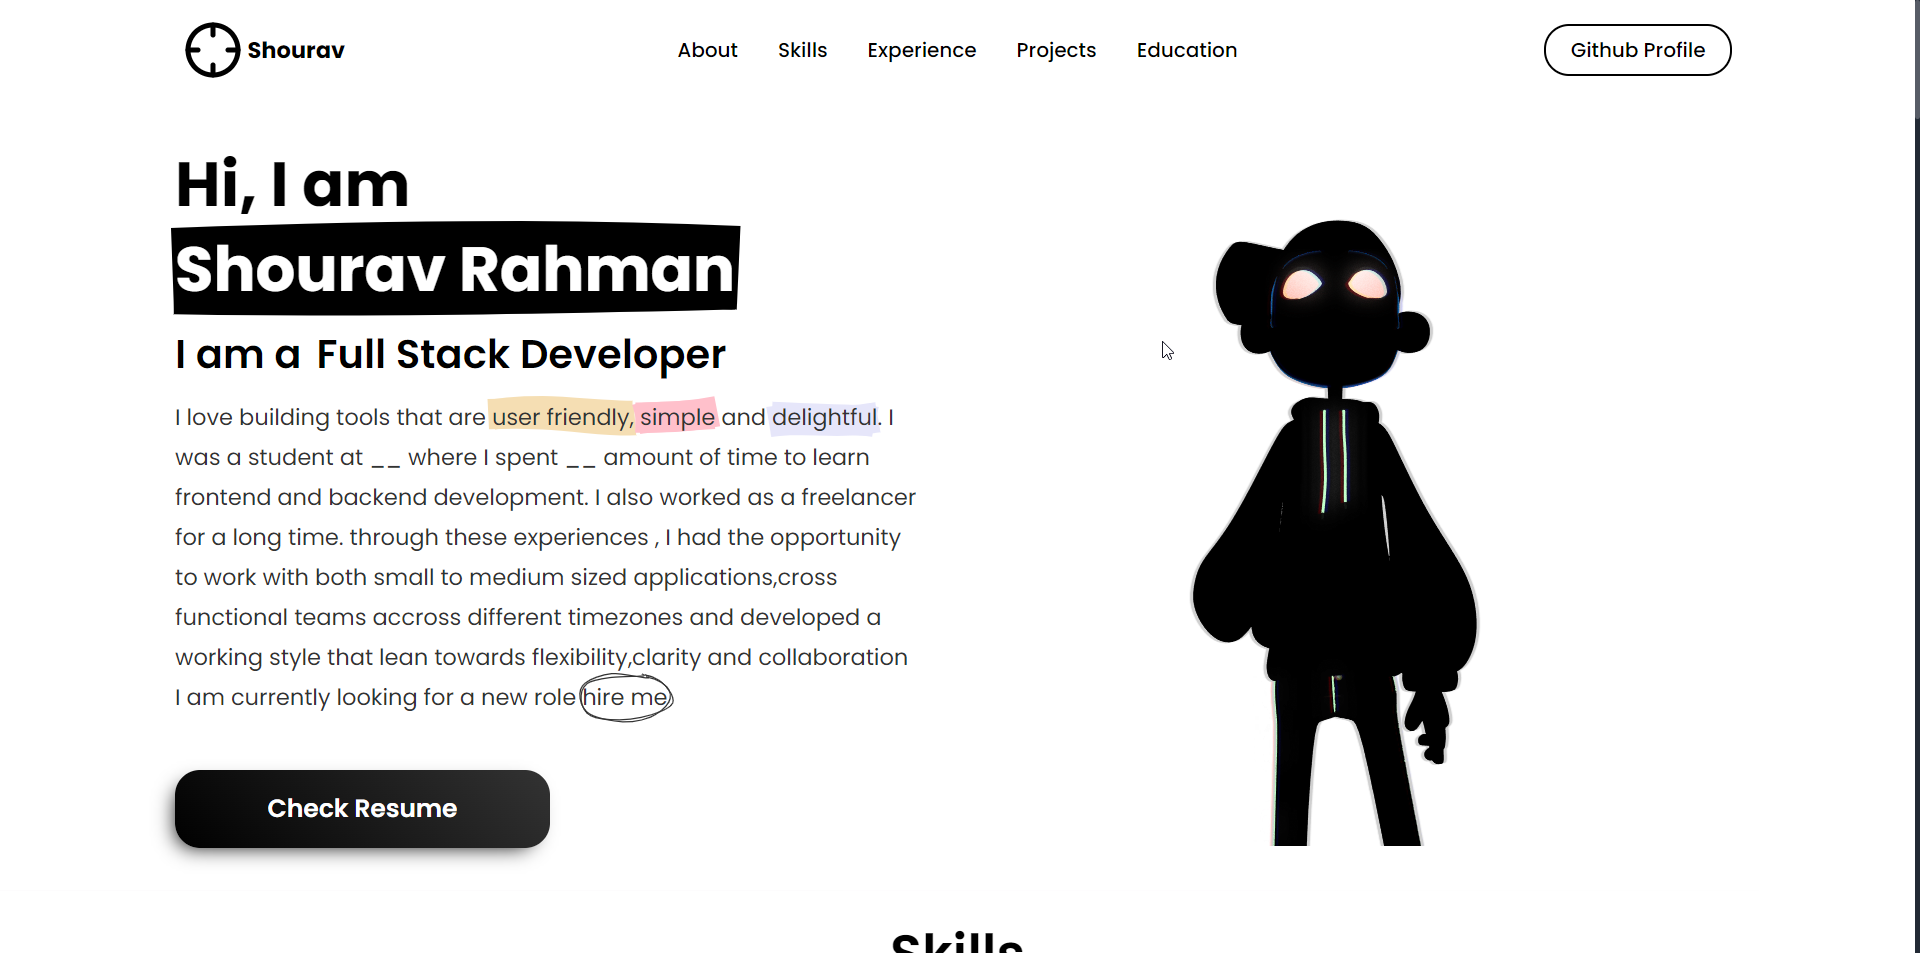 Shourav
About
Skills
Experience
Projects
Education
Github Profile
Hi, I am
Shourav Rahman
I am a Full Stack Developer
I love building tools that are user friendly, simple and delightful. I
was a student at __ where I spent __ amount of time to learn
frontend and backend development. I also worked as a freelancer
for a long time. through these experiences , I had the opportunity
to work with both small to medium sized applications,cross
functional teams accross different timezones and developed a
working style that lean towards flexibility,clarity and collaboration
I am currently looking for a new role hire me
Check Resume
Skills